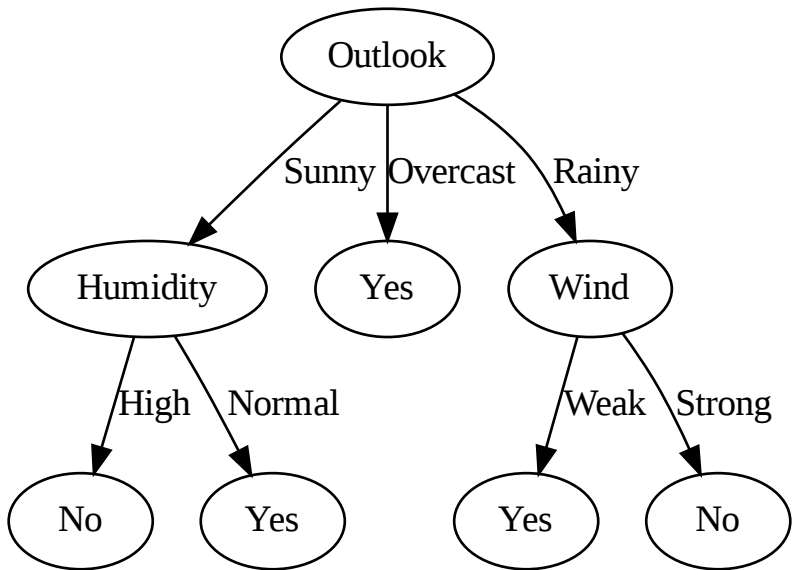 Outlook
Sunny Overcast Rainy
Humidity Yes Wind
High Normal Weak Strong
No Yes Yes No